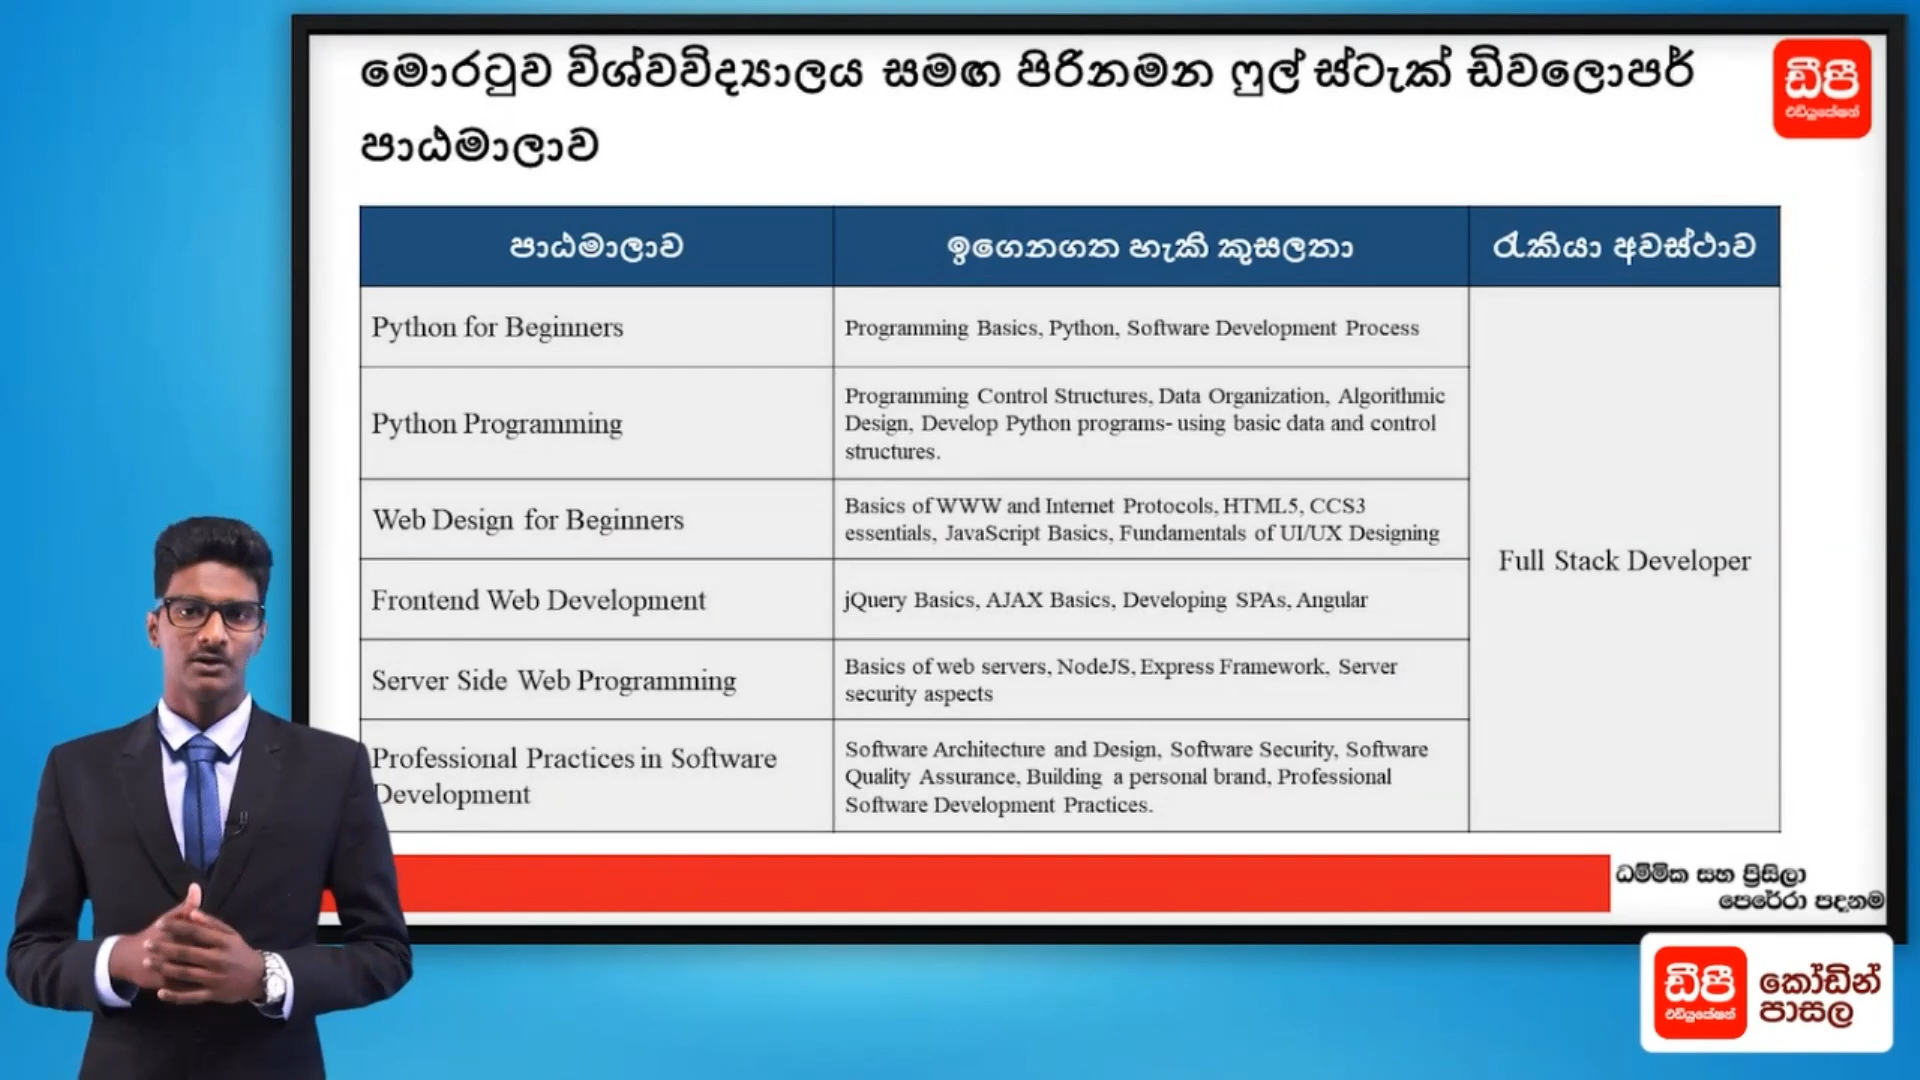 මොරටුව විශ්වවිද්‍යාලය සමඟ පිරිනමන ෆුල් ස්ටැක් ඩිවලොපර්
පාඨමාලාව
ඩීපී
එඩියුකේෂන්
පාඨමාලාව
ඉගෙනගත හැකි කුසලතා
රැකියා අවස්ථාව
Python for Beginners
Programming Basics, Python, Software Development Process
Python Programming
Programming Control Structures, Data Organization, Algorithmic
Design, Develop Python programs- using basic data and control
structures.
Web Design for Beginners
Basics of WWW and Internet Protocols, HTML5, CCS3
essentials, JavaScript Basics, Fundamentals of UI/UX Designing
Frontend Web Development
jQuery Basics, AJAX Basics, Developing SPAs, Angular
Server Side Web Programming
Basics of web servers, NodeJS, Express Framework, Server
security aspects
Professional Practices in Software
Development
Software Architecture and Design, Software Security, Software
Quality Assurance, Building a personal brand, Professional
Software Development Practices.
Full Stack Developer
ධම්මික සහ ප්‍රිසිලා
පෙරේරා පදනම
ඩීපී
එඩියුකේෂන්
කෝඩින්
පාසල